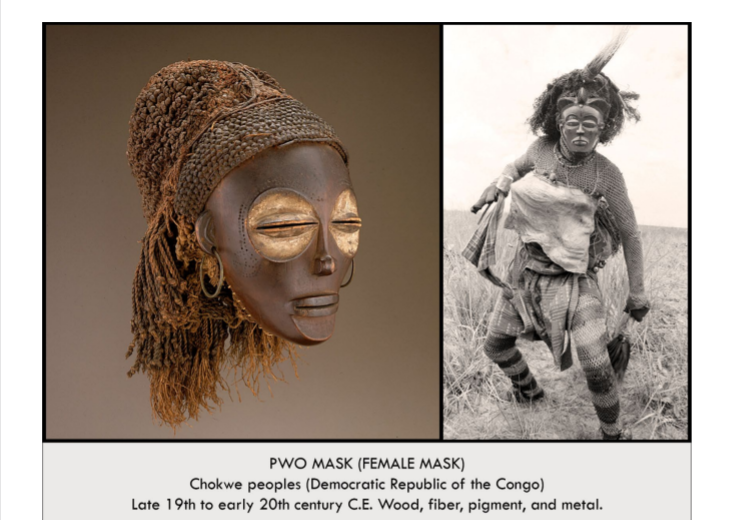 PWO MASK (FEMALE MASK)
Chokwe peoples (Democratic Republic of the Congo)
Late 19th to early 20th century C.E. Wood, fiber, pigment, and metal.